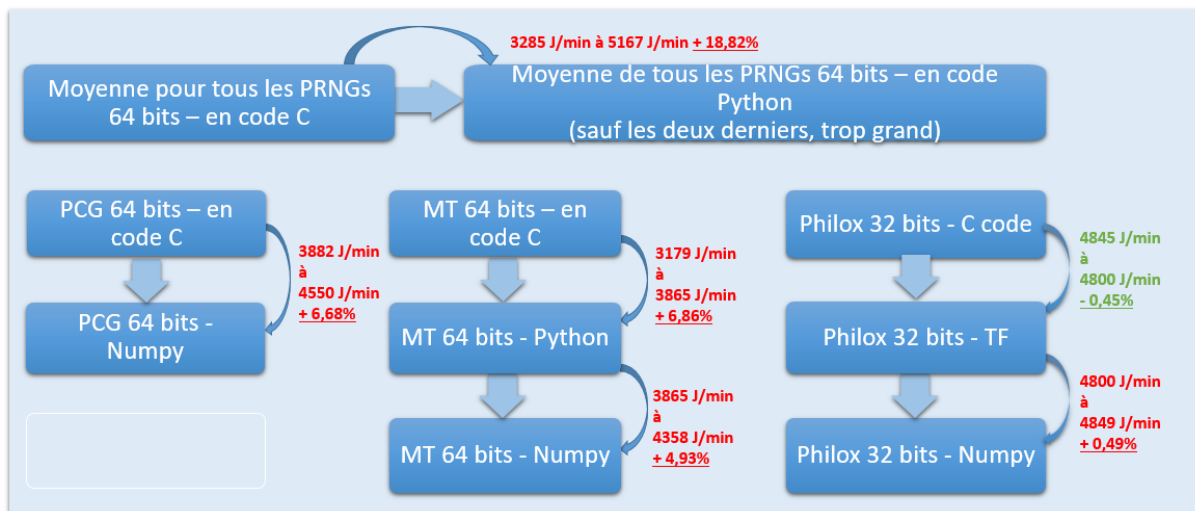 3285 J/min à 5167 J/min + 18,82%
Moyenne pour tous les PRNGs
64 bits – en code C
Moyenne de tous les PRNGs 64 bits – en code
Python
(sauf les deux derniers, trop grand)
PCG 64 bits – en
code C
3882 J/min
à
4550 J/min
+ 6,68%
PCG 64 bits -
Numpy
MT 64 bits – en
code C
3179 J/min
à
3865 J/min
+ 6,86%
MT 64 bits - Python
3865 J/min
à
4358 J/min
+ 4,93%
MT 64 bits - Numpy
Philox 32 bits - C code
4845 J/min
à
4800 J/min
- 0,45%
Philox 32 bits - TF
4800 J/min
à
4849 J/min
+ 0,49%
Philox 32 bits - Numpy